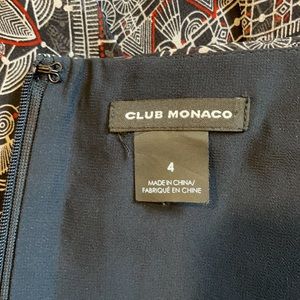 CLUB MONACO
4
MADE IN CHINA/
FABRIQUÉ EN CHINE